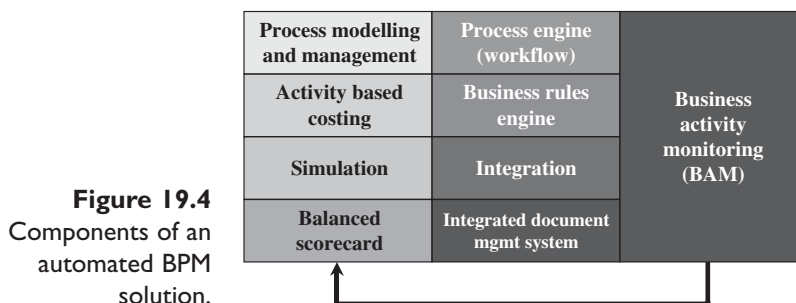 Process modelling
and management
Process engine
(workflow)
Activity based
costing
Business rules
engine
Simulation
Integration
Balanced
scorecard
Integrated document
mgmt system
Business
activity
monitoring
(BAM)
Figure 19.4
Components of an
automated BPM
solution.